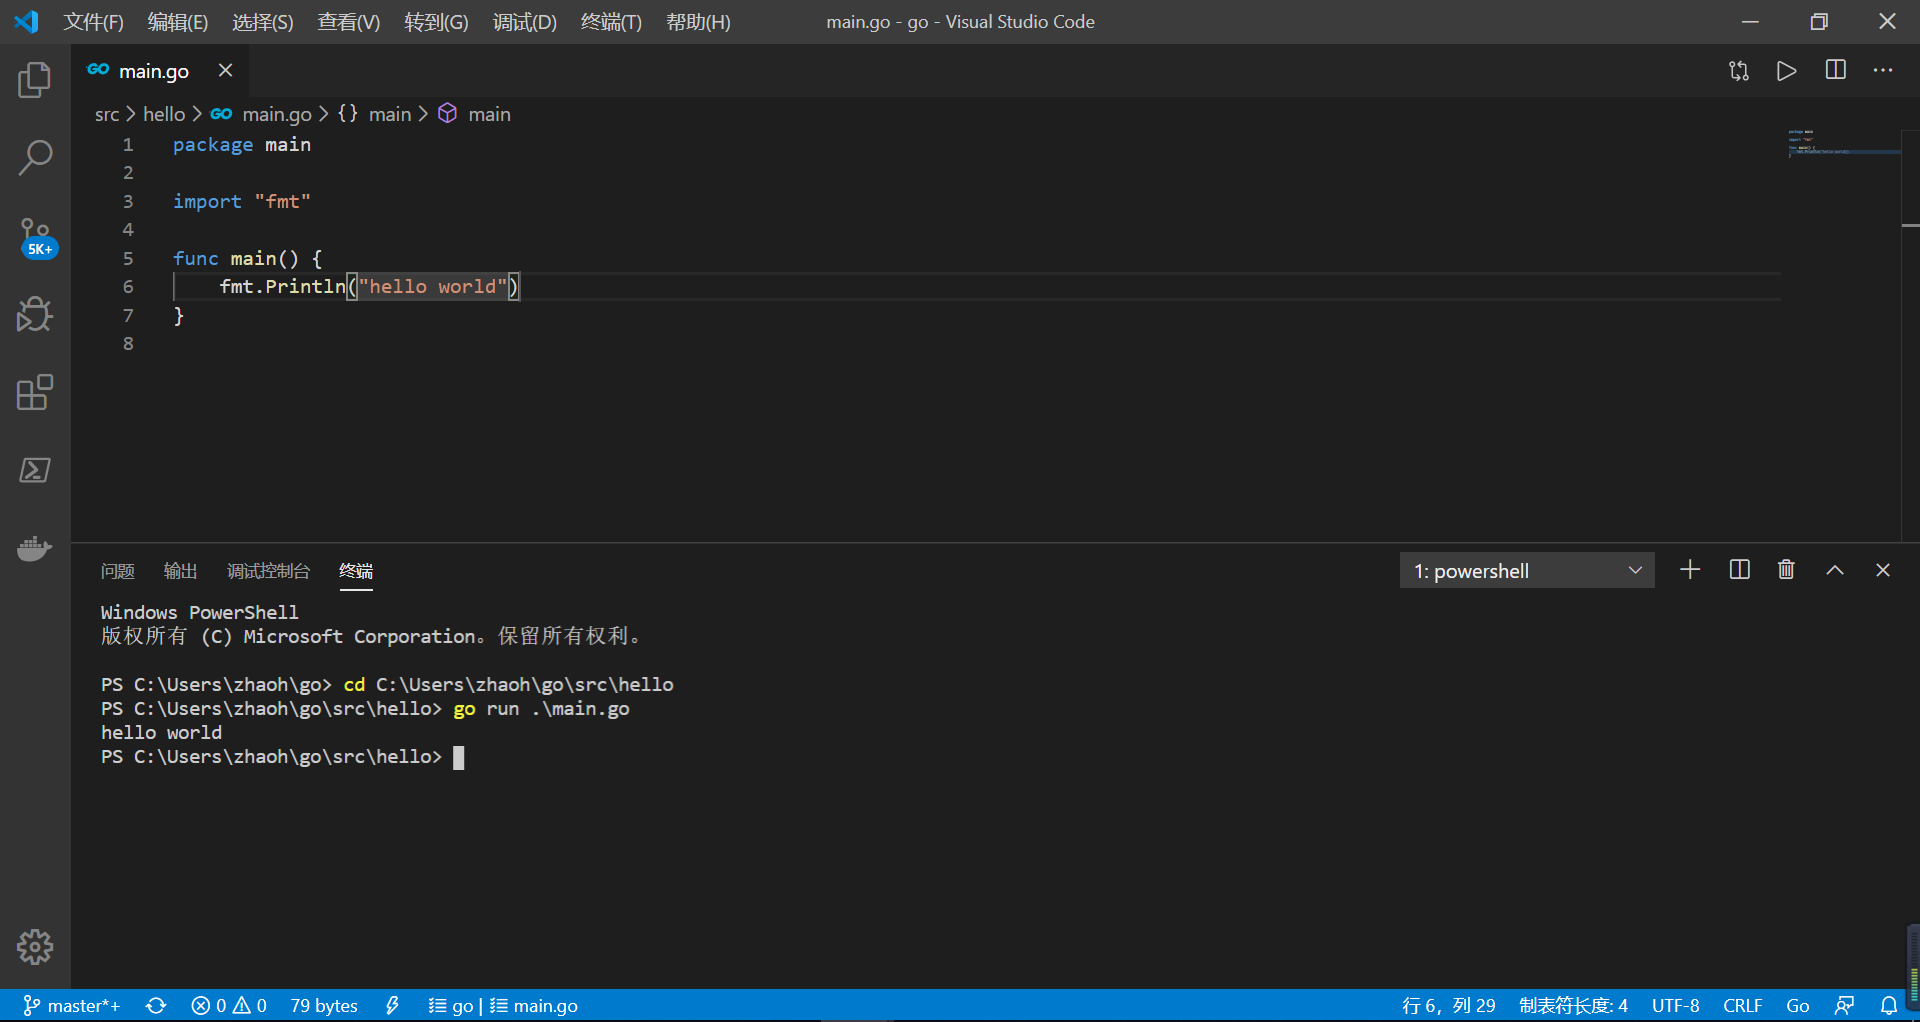 文件(F) 编辑(E) 选择(S) 查看(V) 转到(G) 调试(D) 终端(T) 帮助(H) main.go - go - Visual Studio Code
GO main.go
src > hello > GO main.go > {} main > main
1 package main
2
3 import "fmt"
4
5 func main() {
6     fmt.Println("hello world")
7 }
8
5K+
问题 输出 调试控制台 终端 1: powershell
Windows PowerShell
版权所有 (C) Microsoft Corporation。保留所有权利。
PS C:\Users\zhaoh\go> cd C:\Users\zhaoh\go\src\hello
PS C:\Users\zhaoh\go\src\hello> go run .\main.go
hello world
PS C:\Users\zhaoh\go\src\hello>
master*+ 0 0 79 bytes go | main.go 行 6，列 29 制表符长度: 4 UTF-8 CRLF Go